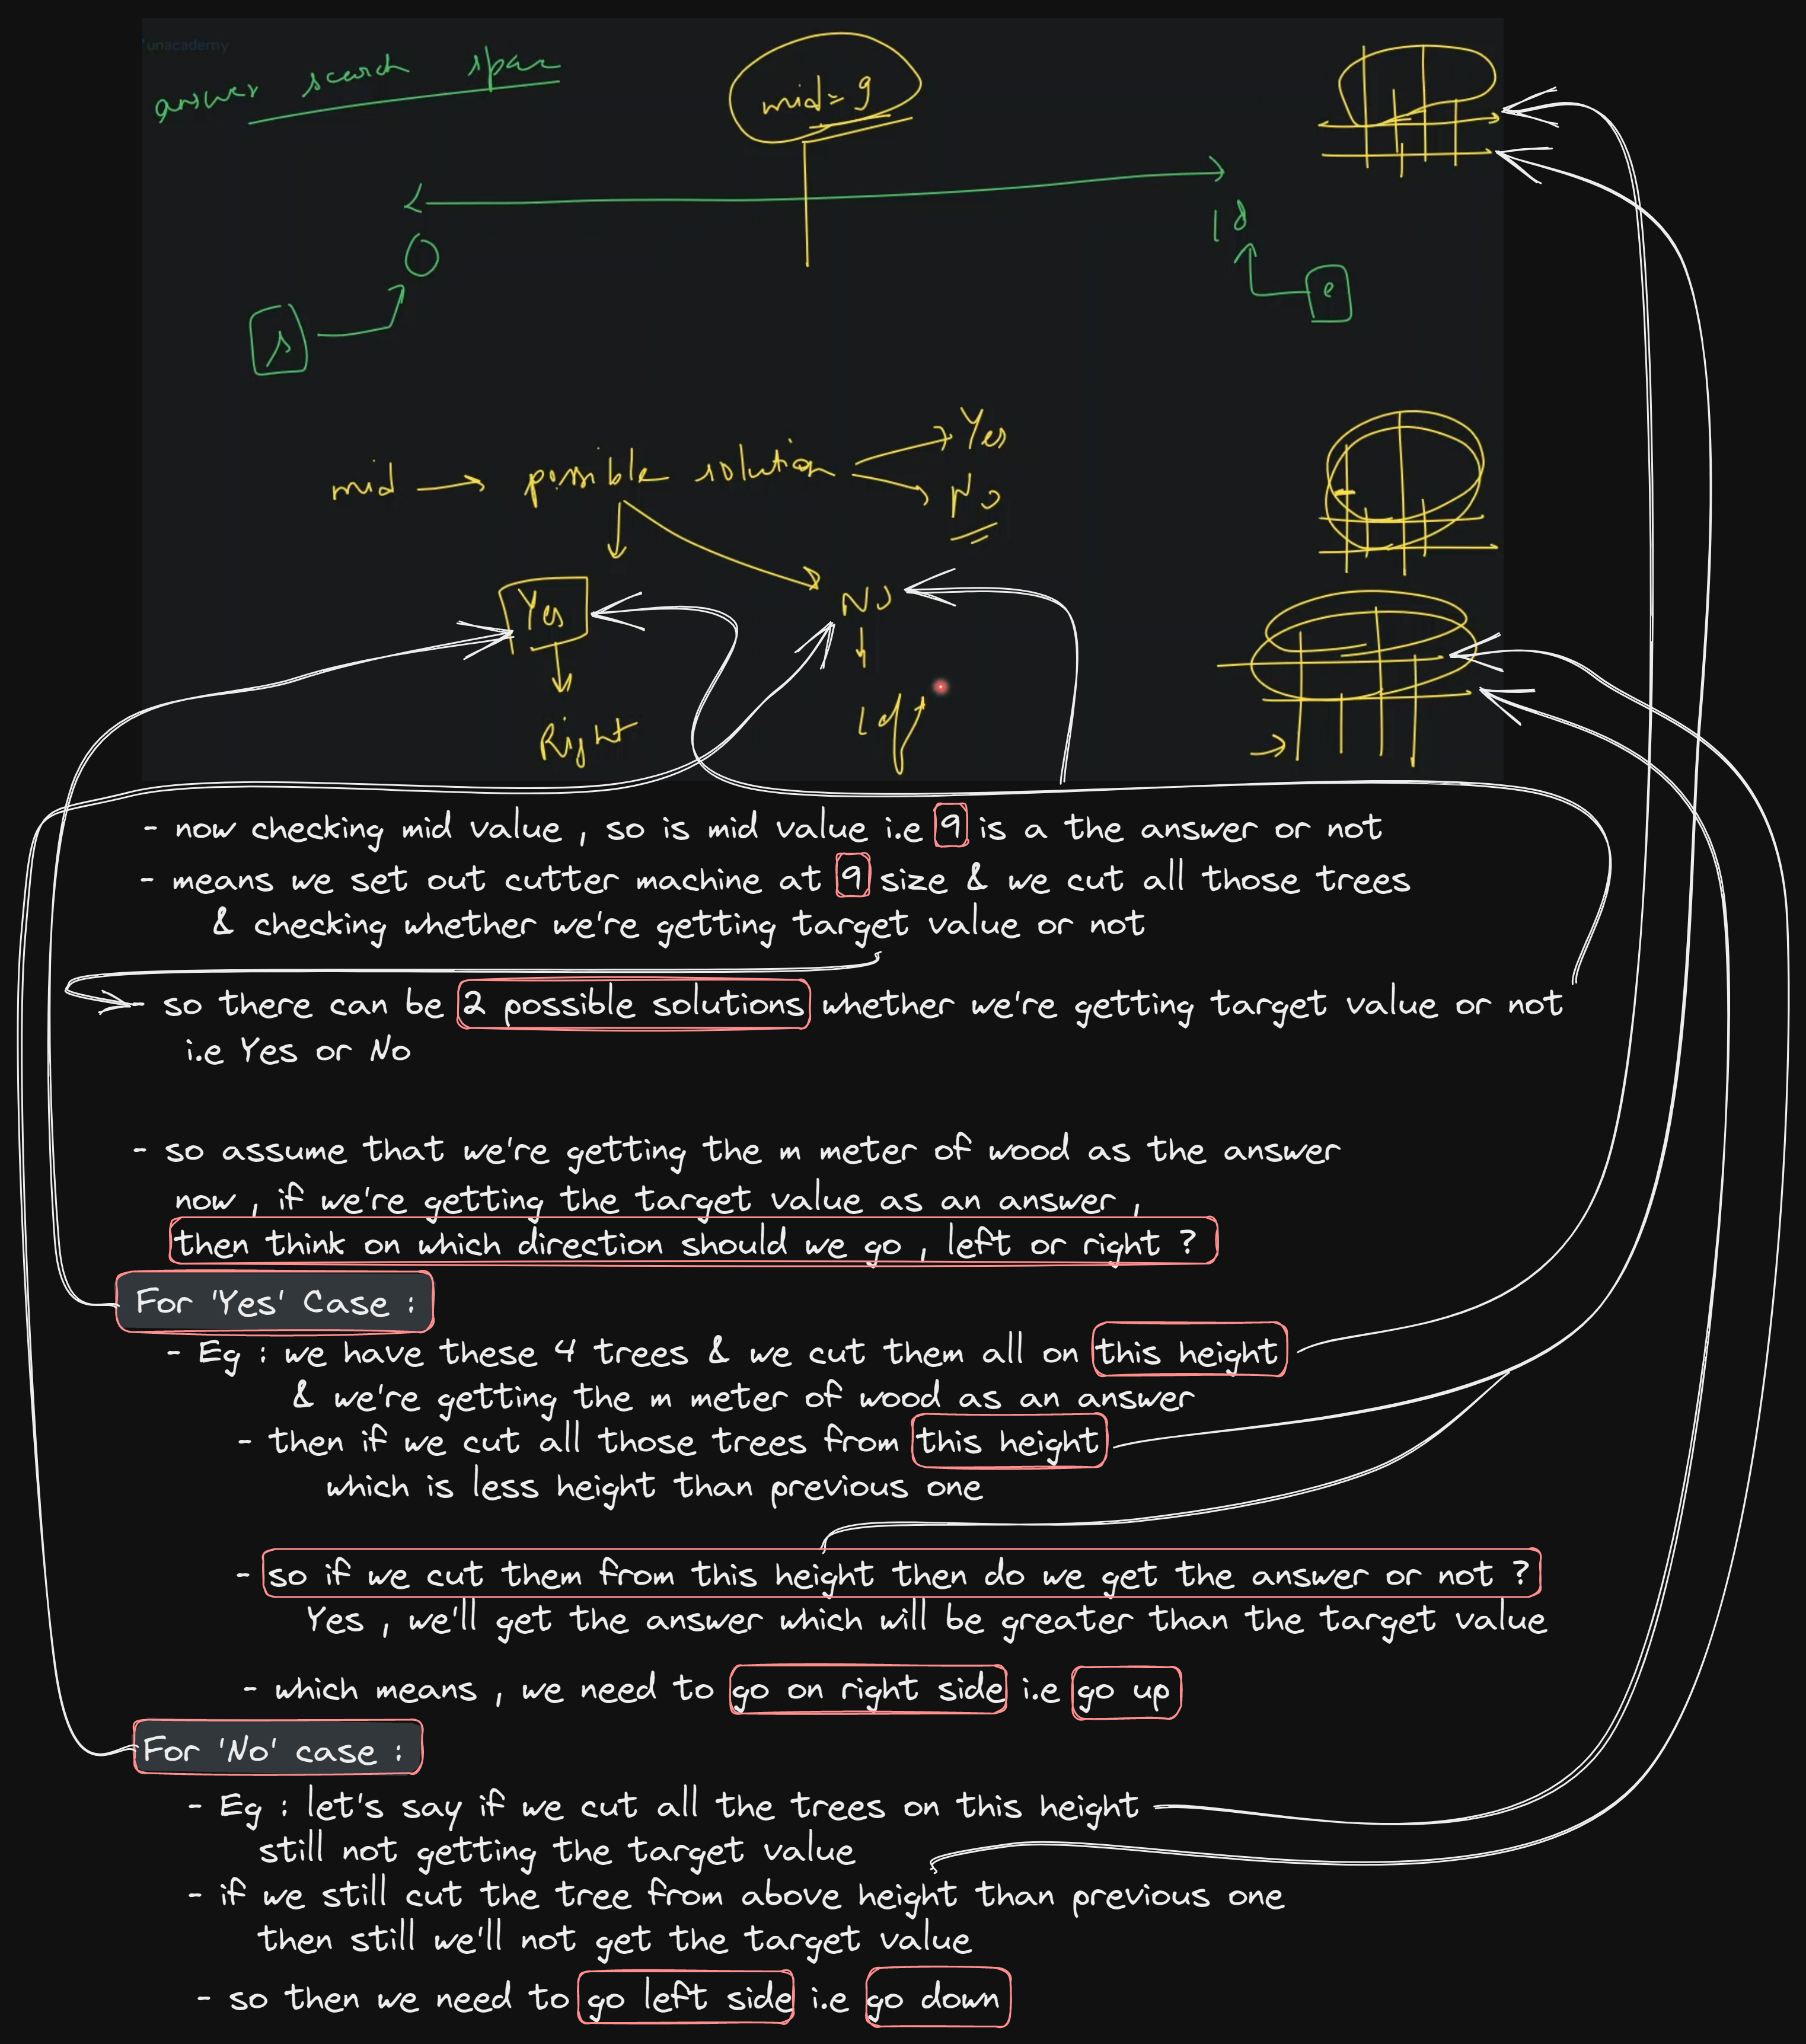 unacademy
answer search space
mid = 9
0
18
s
e
mid → possible solution → Yes
No
Yes
No
Right
Left
- now checking mid value , so is mid value i.e 9 is a the answer or not
- means we set out cutter machine at 9 size & we cut all those trees
& checking whether we're getting target value or not
- so there can be 2 possible solutions whether we're getting target value or not
i.e Yes or No
- so assume that we're getting the m meter of wood as the answer
now , if we're getting the target value as an answer ,
then think on which direction should we go , left or right ?
For 'Yes' Case :
- Eg : we have these 4 trees & we cut them all on this height
& we're getting the m meter of wood as an answer
- then if we cut all those trees from this height
which is less height than previous one
- so if we cut them from this height then do we get the answer or not ?
Yes , we'll get the answer which will be greater than the target value
- which means , we need to go on right side i.e go up
For 'No' case :
- Eg : let's say if we cut all the trees on this height
still not getting the target value
- if we still cut the tree from above height than previous one
then still we'll not get the target value
- so then we need to go left side i.e go down